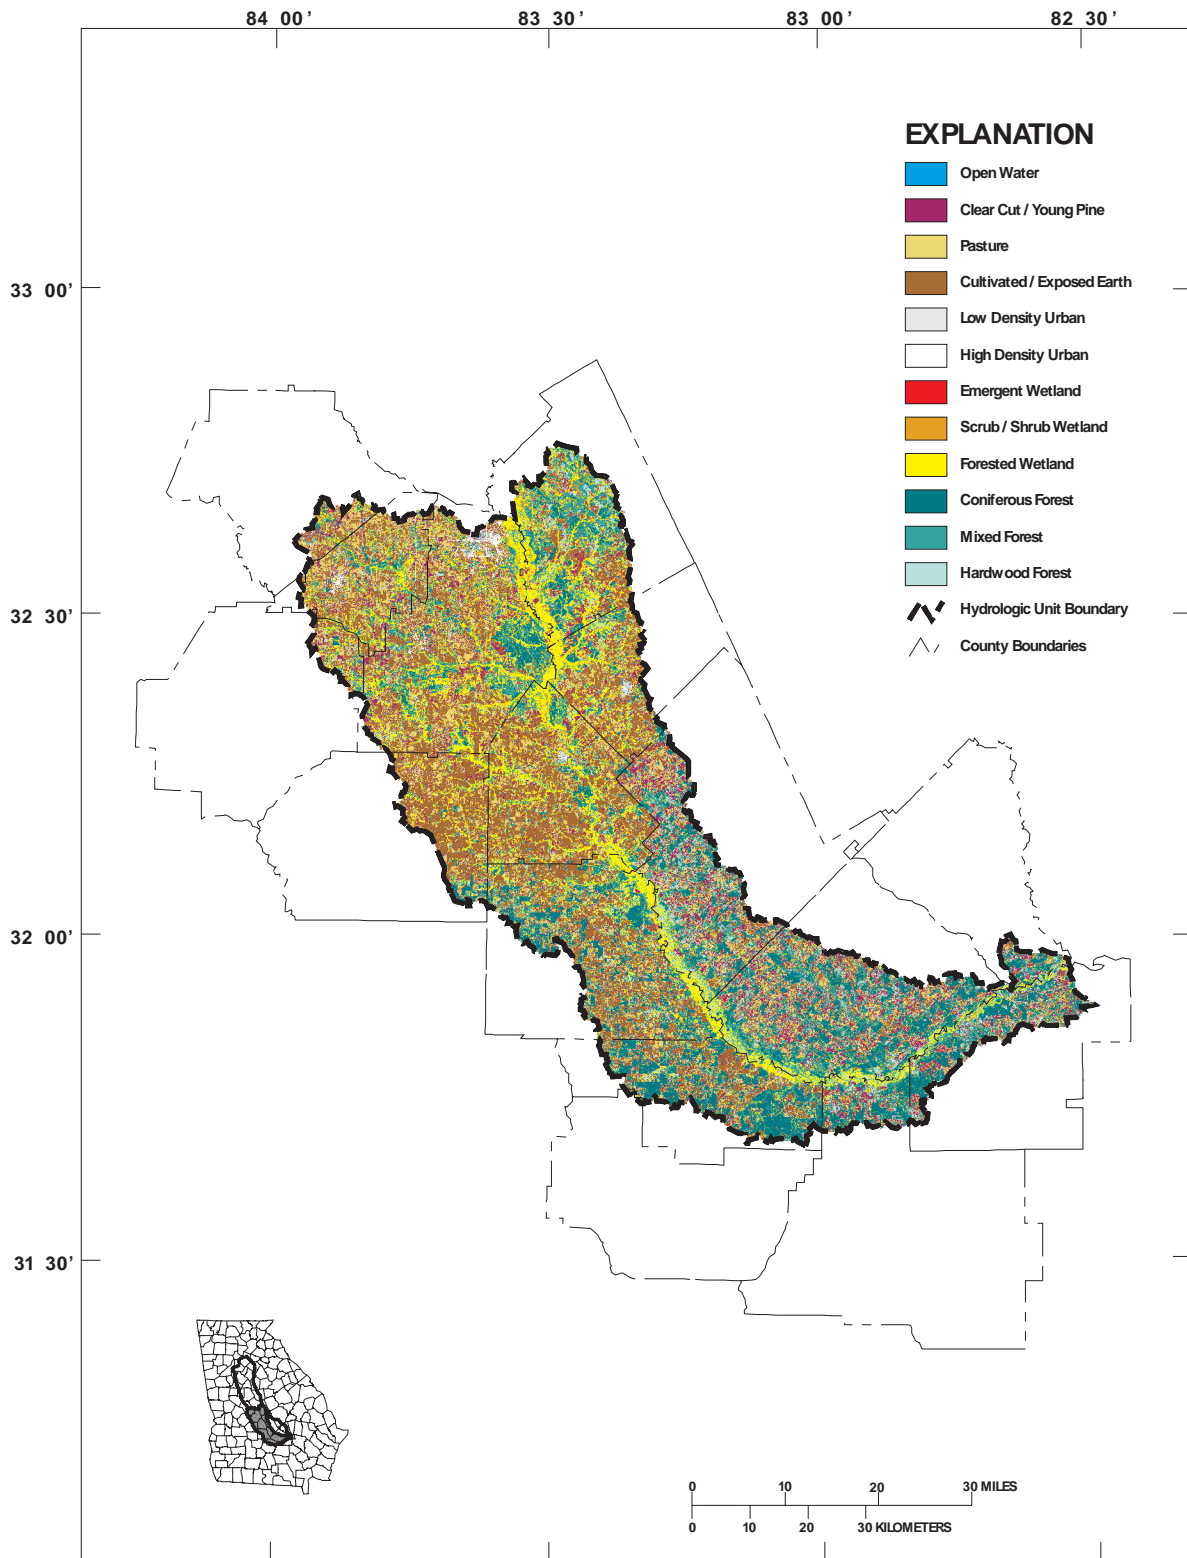 84 00 ' 83 30 ' 83 00 ' 82 30 '
EXPLANATION
Open Water
Clear Cut / Young Pine
Pasture
Cultivated / Exposed Earth
Low Density Urban
High Density Urban
Emergent Wetland
Scrub / Shrub Wetland
Forested Wetland
Coniferous Forest
Mixed Forest
Hardwood Forest
Hydrologic Unit Boundary
County Boundaries
33 00'
32 30'
32 00'
31 30'
0 10 20 30 MILES
0 10 20 30 KILOMETERS